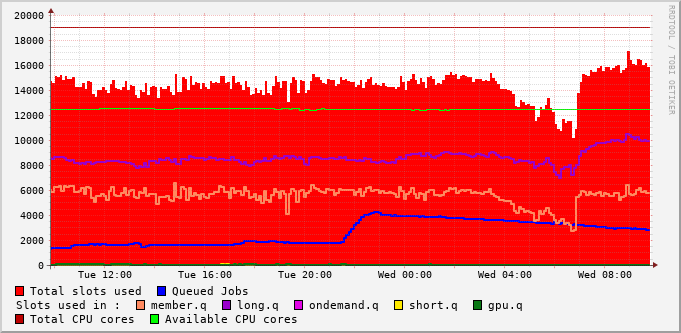 20000
18000
16000
14000
12000
10000
8000
6000
4000
2000
0
Tue 12:00 Tue 16:00 Tue 20:00 Wed 00:00 Wed 04:00 Wed 08:00
RRDTOOL / TOBI OETIKER
Total slots used Queued Jobs
Slots used in : member.q long.q ondemand.q short.q gpu.q
Total CPU cores Available CPU cores